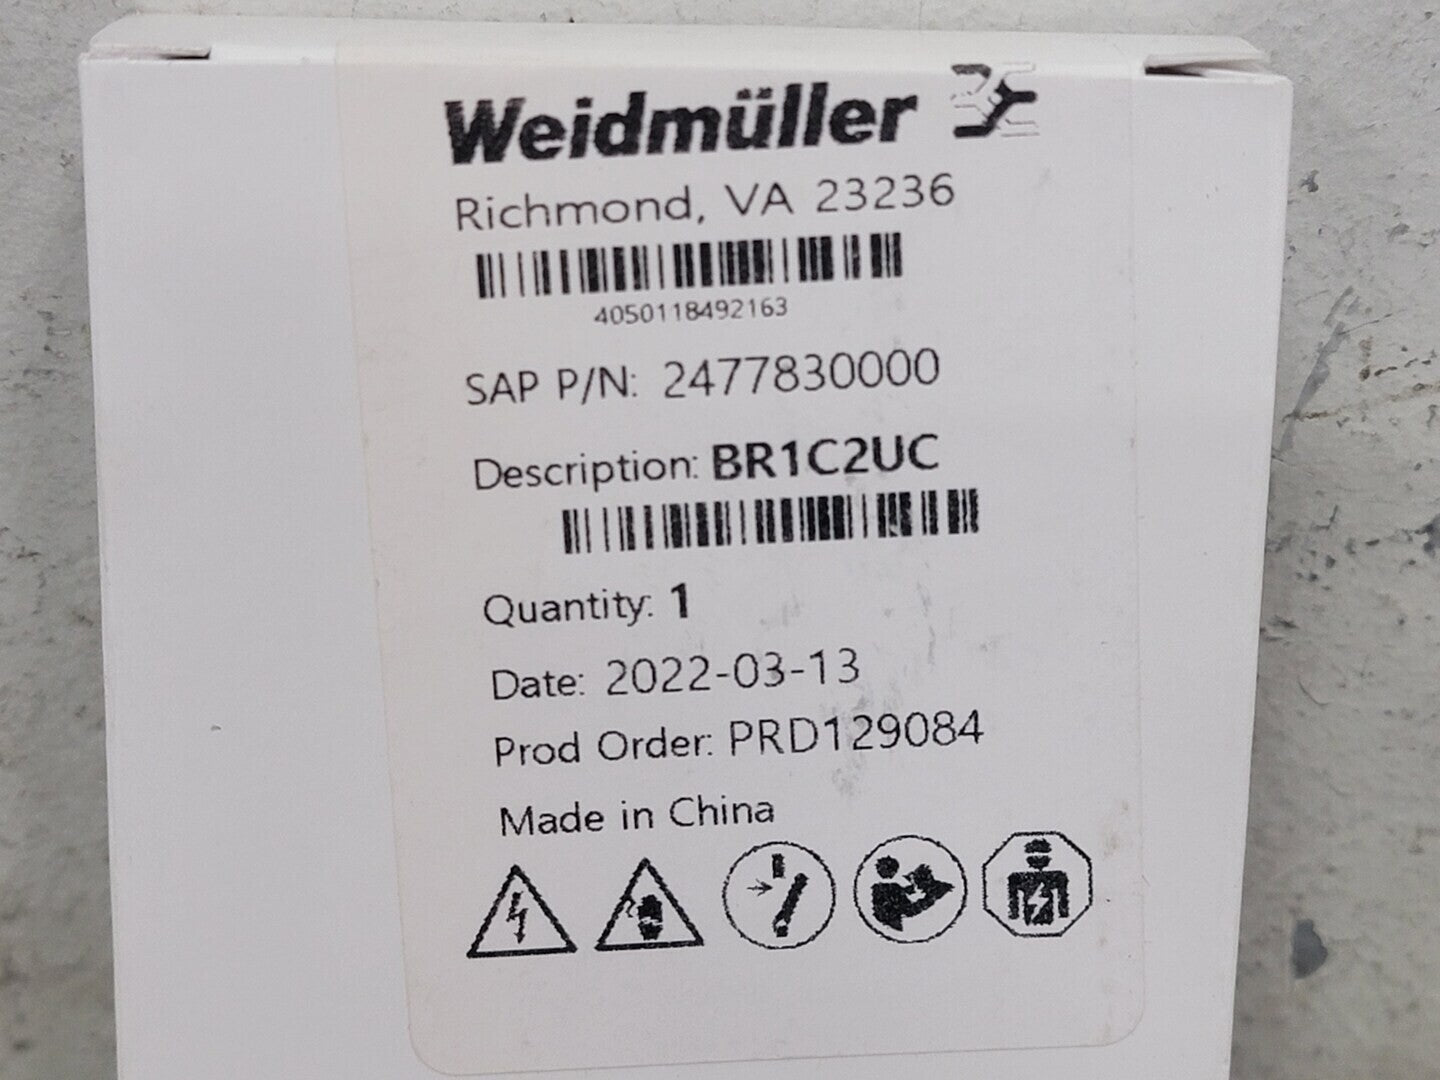 Weidmüller
Richmond, VA 23236
4050118492163
SAP P/N: 2477830000
Description: BR1C2UC
Quantity: 1
Date: 2022-03-13
Prod Order: PRD129084
Made in China